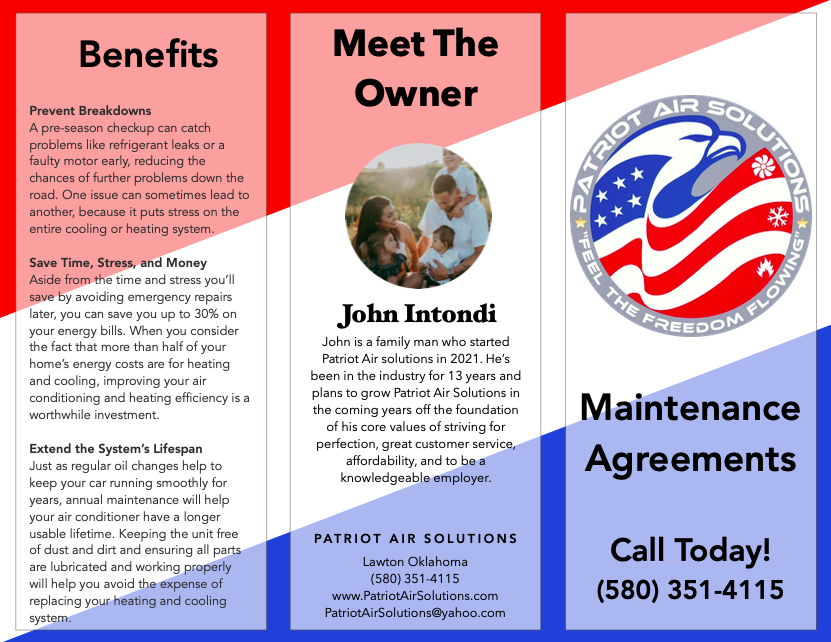 Benefits
Prevent Breakdowns
A pre-season checkup can catch
problems like refrigerant leaks or a
faulty motor early, reducing the
chances of further problems down the
road. One issue can sometimes lead to
another, because it puts stress on the
entire cooling or heating system.
Save Time, Stress, and Money
Aside from the time and stress you'll
save by avoiding emergency repairs
later, you can save you up to 30% on
your energy bills. When you consider
the fact that more than half of your
home's energy costs are for heating
and cooling, improving your air
conditioning and heating efficiency is a
worthwhile investment.
Extend the System's Lifespan
Just as regular oil changes help to
keep your car running smoothly for
years, annual maintenance will help
your air conditioner have a longer
usable lifetime. Keeping the unit free
of dust and dirt and ensuring all parts
are lubricated and working properly
will help you avoid the expense of
replacing your heating and cooling
system.
Meet The
Owner
John Intondi
John is a family man who started
Patriot Air solutions in 2021. He's
been in the industry for 13 years and
plans to grow Patriot Air Solutions in
the coming years off the foundation
of his core values of striving for
perfection, great customer service,
affordability, and to be a
knowledgeable employer.
PATRIOT AIR SOLUTIONS
Lawton Oklahoma
(580) 351-4115
www.PatriotAirSolutions.com
PatriotAirSolutions@yahoo.com
PATRIOT AIR SOLUTIONS
"FEEL THE FREEDOM FLOWING"
Maintenance
Agreements
Call Today!
(580) 351-4115